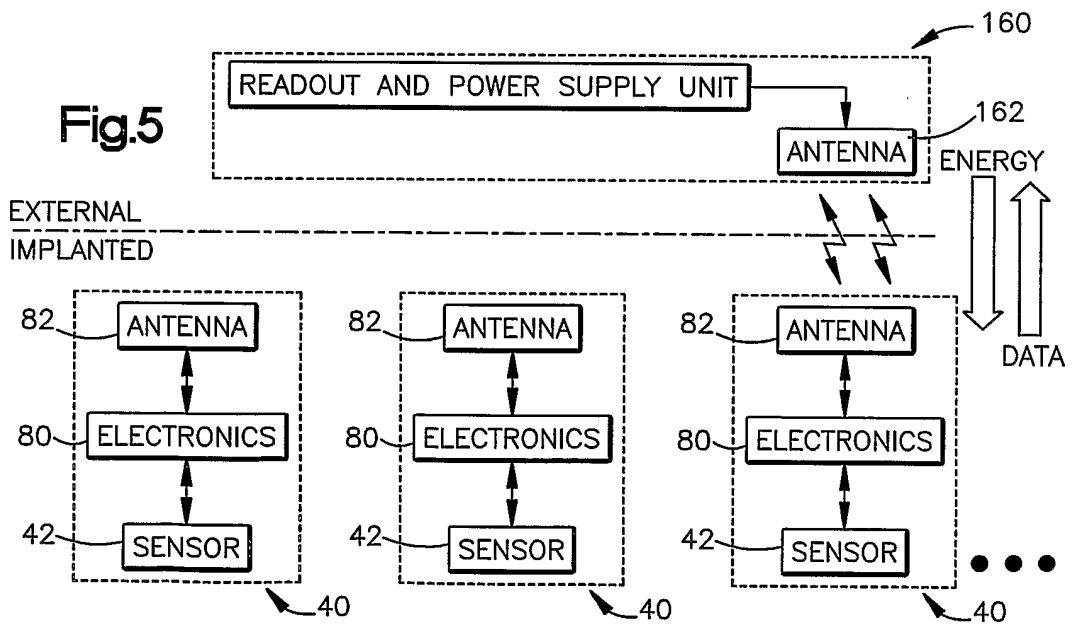 160
READOUT AND POWER SUPPLY UNIT
Fig.5
162
ANTENNA
ENERGY
EXTERNAL
IMPLANTED
82 ANTENNA 82 ANTENNA 82 ANTENNA
DATA
80 ELECTRONICS 80 ELECTRONICS 80 ELECTRONICS
42 SENSOR 42 SENSOR 42 SENSOR
40 40 40